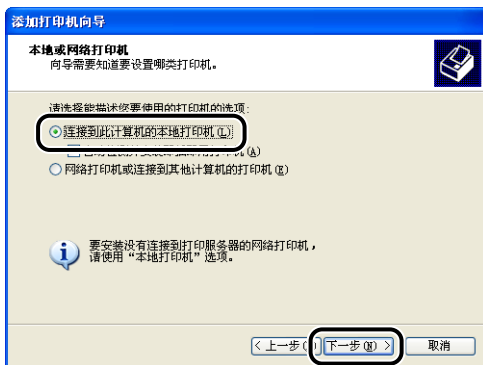 添加打印机向导
本地或网络打印机
向导需要知道要设置哪类打印机。
请选择能描述您要使用的打印机的选项:
连接到此计算机的本地打印机(L)
(A)
网络打印机或连接到其他计算机的打印机(E)
要安装没有连接到打印服务器的网络打印机，
请使用“本地打印机”选项。
<上一步( 下一步(N)> 取消